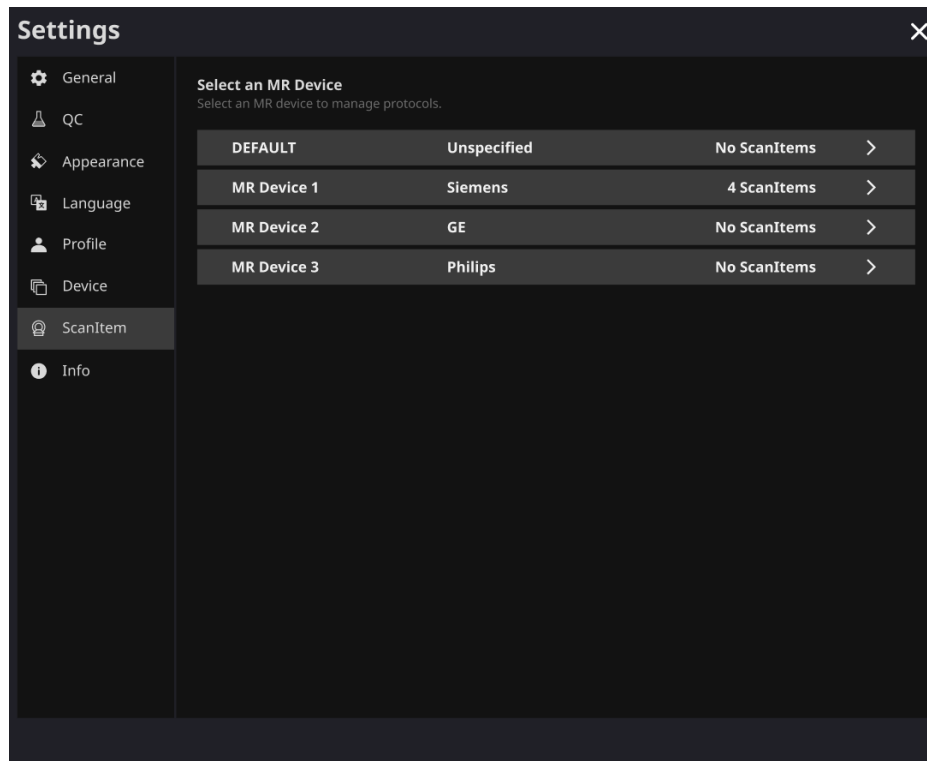 Settings
General
QC
Appearance
Language
Profile
Device
ScanItem
Info
Select an MR Device
Select an MR device to manage protocols.
DEFAULT Unspecified No ScanItems
MR Device 1 Siemens 4 ScanItems
MR Device 2 GE No ScanItems
MR Device 3 Philips No ScanItems